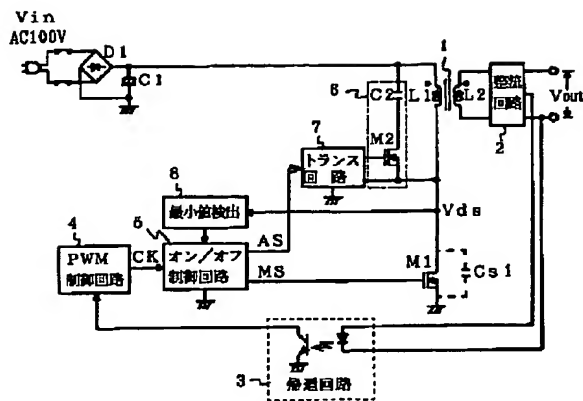 Vin
AC100V
D1
C1
1
6
C2
L1
L2
整流
回路
2
Vout
7
M2
トランス
回路
8
最小値検出
Vds
5
AS
オン/オフ
制御回路
MS
4
PWM
制御回路
CK
M1
Cs1
3
帰還回路